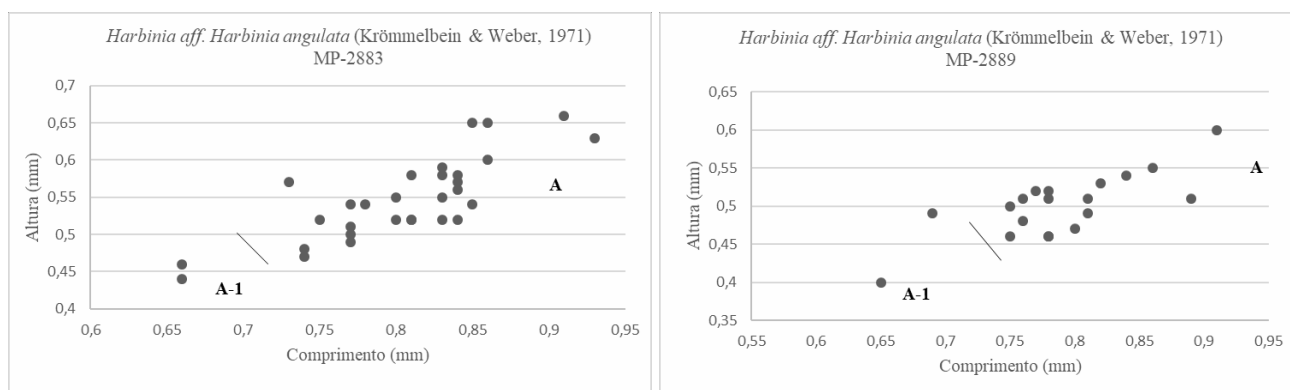 Harbinia aff. Harbinia angulata (Krömmelbein & Weber, 1971)
MP-2883
0,7
0,65
0,6
0,55
0,5
0,45
0,4
Altura (mm)
A
A-1
0,6
0,65
0,7
0,75
0,8
0,85
0,9
0,95
Comprimento (mm)
Harbinia aff. Harbinia angulata (Krömmelbein & Weber, 1971)
MP-2889
0,65
0,6
0,55
0,5
0,45
0,4
0,35
Altura (mm)
A
A-1
0,55
0,6
0,65
0,7
0,75
0,8
0,85
0,9
0,95
Comprimento (mm)